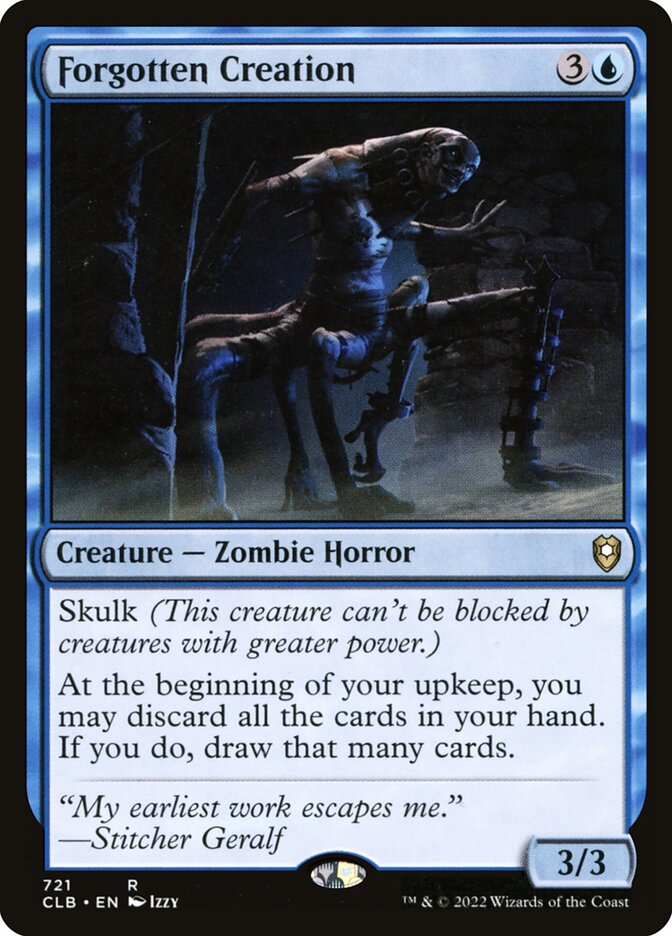 Forgotten Creation 3
Creature — Zombie Horror
Skulk (This creature can't be blocked by
creatures with greater power.)
At the beginning of your upkeep, you
may discard all the cards in your hand.
If you do, draw that many cards.
“My earliest work escapes me.”
—Stitcher Geralf
3/3
721 R
CLB • EN Izzy
™ & © 2022 Wizards of the Coast